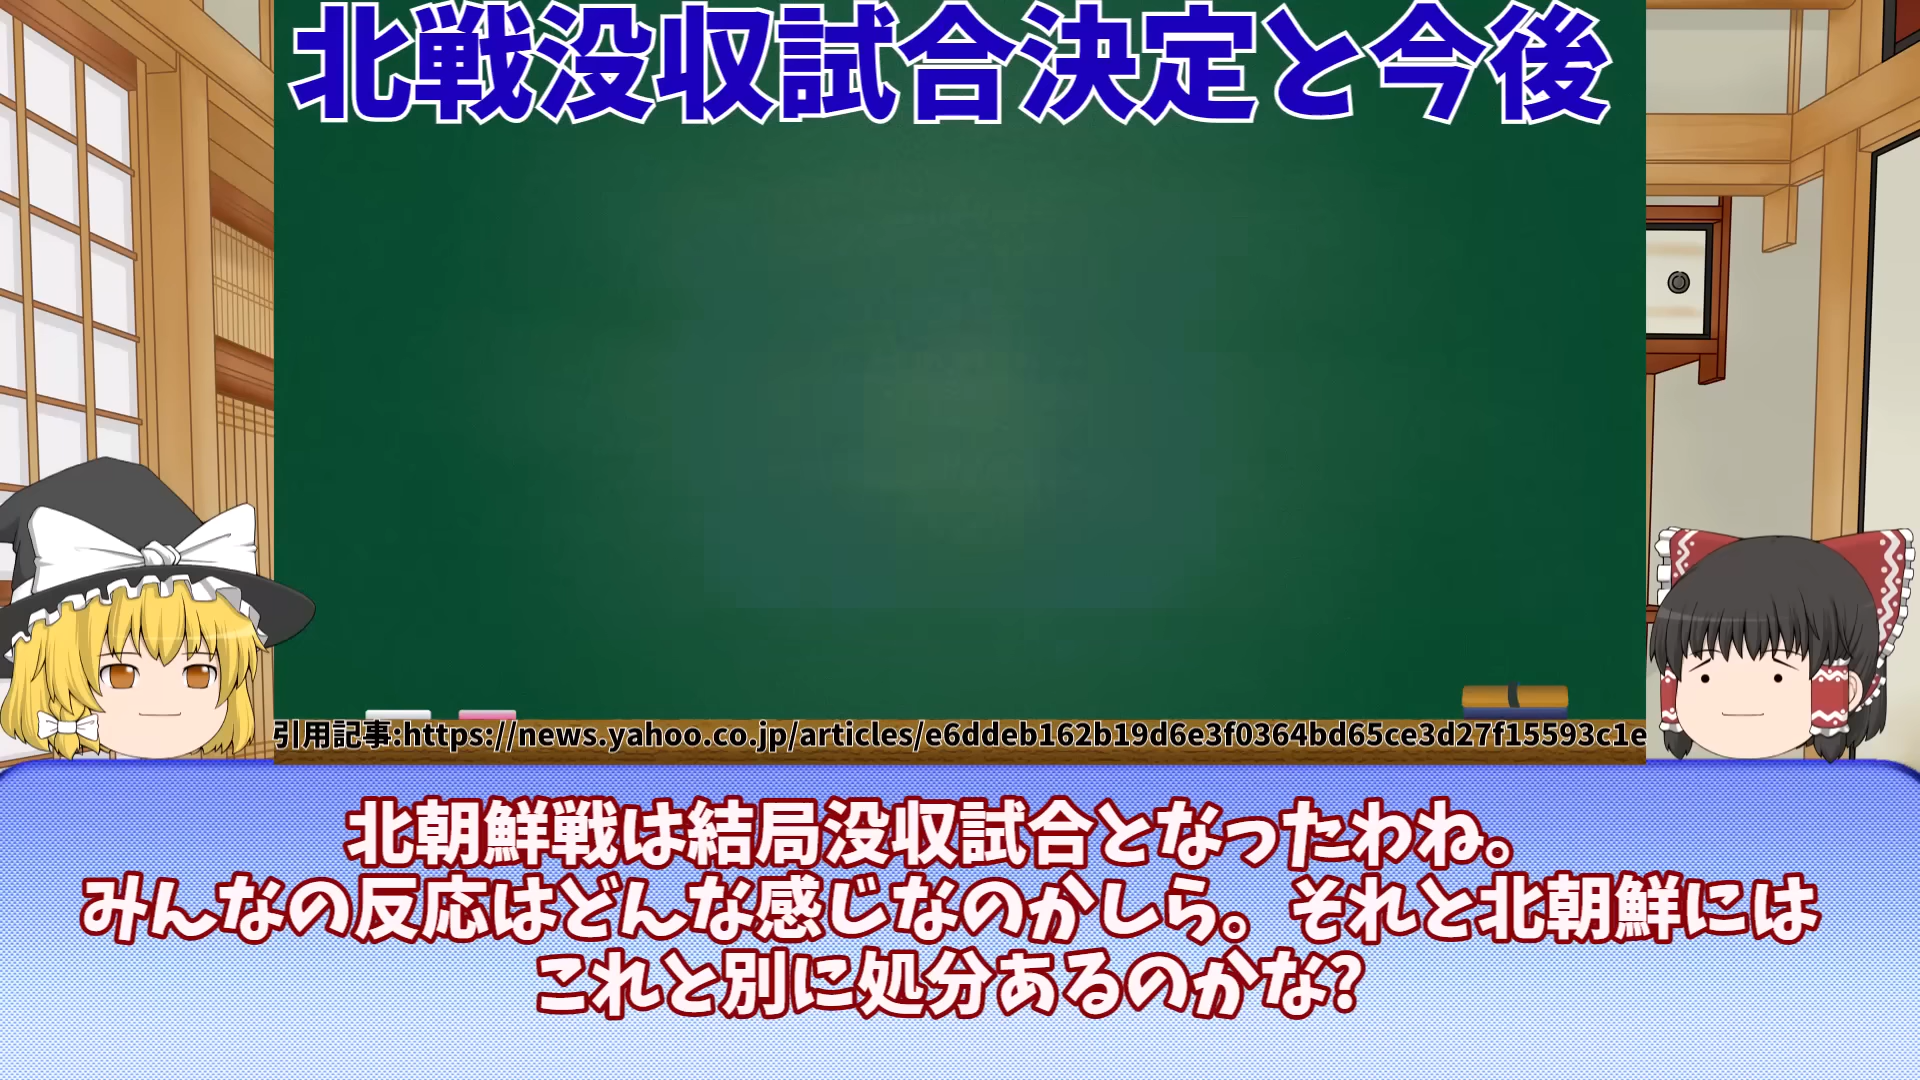 北戦没収試合決定と今後
引用記事:https://news.yahoo.co.jp/articles/e6ddeb162b19d6e3f0364bd65ce3d27f15593c1e
北朝鮮戦は結局没収試合となったわね。
みんなの反応はどんな感じなのかしら。それと北朝鮮には
これと別に処分あるのかな?